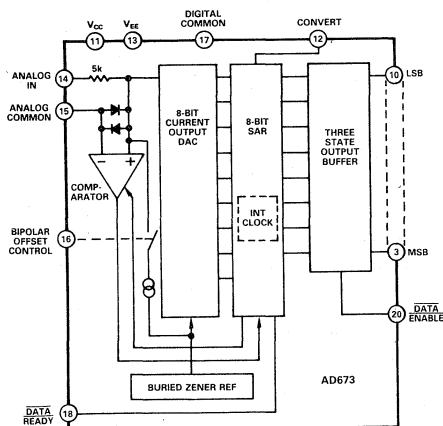 VCC
VEE
DIGITAL
COMMON
CONVERT
11
13
17
12
ANALOG
IN
14
5k
10
LSB
ANALOG
COMMON
15
8-BIT
CURRENT
OUTPUT
DAC
8-BIT
SAR
THREE
STATE
OUTPUT
BUFFER
−
+
COMP-
ARATOR
INT
CLOCK
BIPOLAR
OFFSET
CONTROL
16
3
MSB
20
DATA
ENABLE
BURIED ZENER REF
AD673
DATA
READY
18